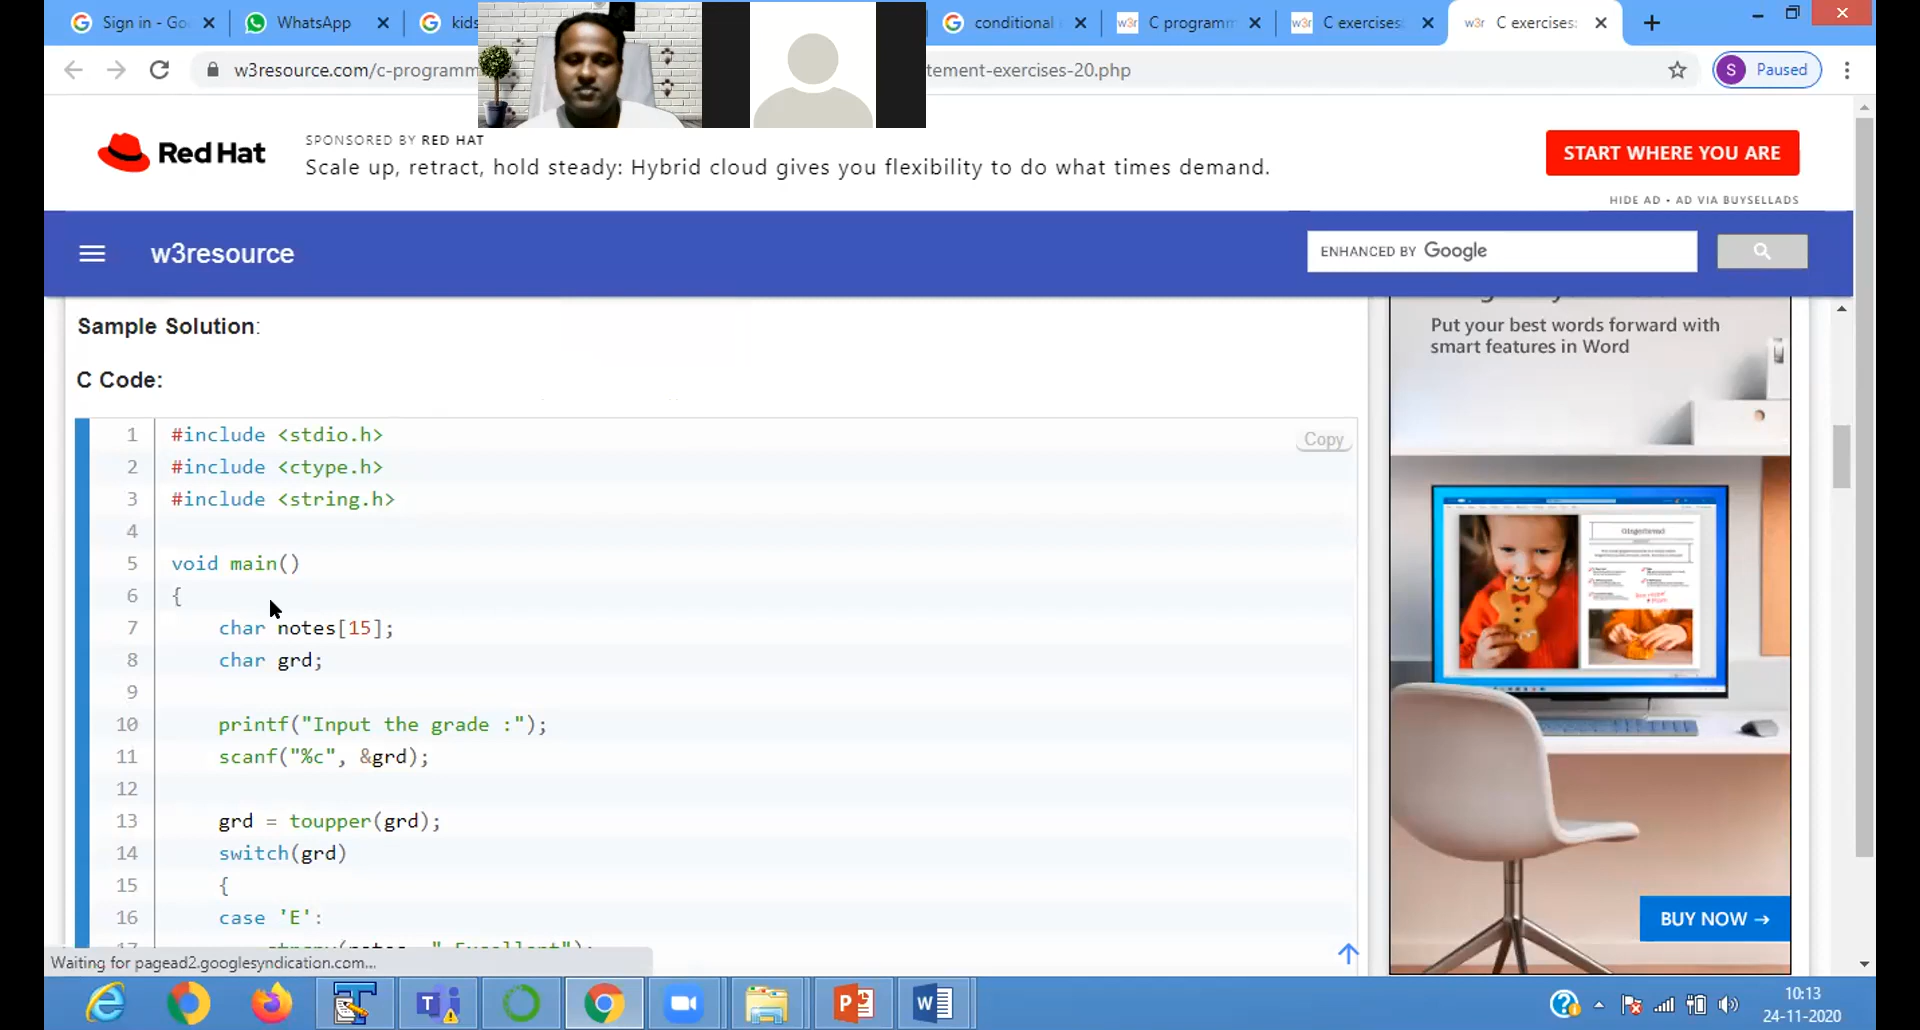 Sign in - Go
WhatsApp
kids
conditional
C programm
C exercises
C exercises:
w3resource.com/c-programm
tement-exercises-20.php
S
Paused
Red Hat
SPONSORED BY RED HAT
Scale up, retract, hold steady: Hybrid cloud gives you flexibility to do what times demand.
START WHERE YOU ARE
HIDE AD • AD VIA BUYSELLADS
w3resource
ENHANCED BY Google
Sample Solution:
Put your best words forward with
smart features in Word
C Code:
Copy
1 #include <stdio.h>
2 #include <ctype.h>
3 #include <string.h>
4
5 void main()
6 {
7 char notes[15];
8 char grd;
9
10 printf("Input the grade :");
11 scanf("%c", &grd);
12
13 grd = toupper(grd);
14 switch(grd)
15 {
16 case 'E':
Gingerbread
BUY NOW →
Waiting for pagead2.googlesyndication.com...
10:13
24-11-2020